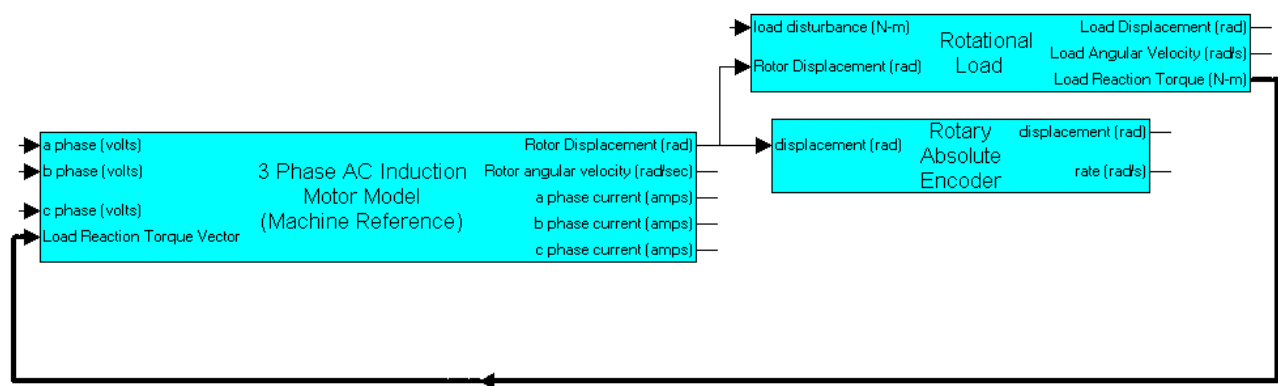 load disturbance (N-m)
Rotor Displacement (rad)
Rotational
Load
Load Displacement (rad)
Load Angular Velocity (rad/s)
Load Reaction Torque (N-m)
a phase (volts)
b phase (volts)
c phase (volts)
Load Reaction Torque Vector
3 Phase AC Induction
Motor Model
(Machine Reference)
Rotor Displacement (rad)
Rotor angular velocity (rad/sec)
a phase current (amps)
b phase current (amps)
c phase current (amps)
displacement (rad)
Rotary
Absolute
Encoder
displacement (rad)
rate (rad/s)